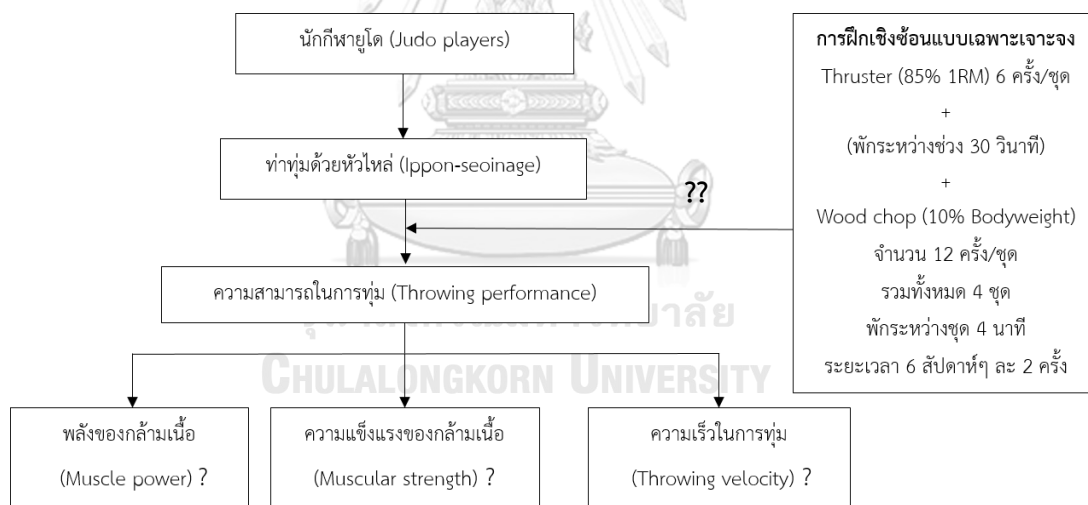 นักกีฬายูโด (Judo players)
ท่าทุ่มด้วยหัวไหล่ (Ippon-seoinage)
??
ความสามารถในการทุ่ม (Throwing performance)
CHULALONGKORN UNIVERSITY
พลังของกล้ามเนื้อ
(Muscle power) ?
ความแข็งแรงของกล้ามเนื้อ
(Muscular strength) ?
ความเร็วในการทุ่ม
(Throwing velocity) ?
การฝึกเชิงซ้อนแบบเฉพาะเจาะจง
Thruster (85% 1RM) 6 ครั้ง/ชุด
+
(พักระหว่างช่วง 30 วินาที)
+
Wood chop (10% Bodyweight)
จำนวน 12 ครั้ง/ชุด
รวมทั้งหมด 4 ชุด
พักระหว่างชุด 4 นาที
ระยะเวลา 6 สัปดาห์ๆ ละ 2 ครั้ง